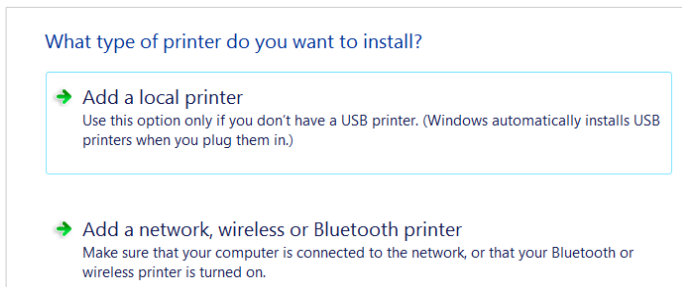 What type of printer do you want to install?
Add a local printer
Use this option only if you don't have a USB printer. (Windows automatically installs USB
printers when you plug them in.)
Add a network, wireless or Bluetooth printer
Make sure that your computer is connected to the network, or that your Bluetooth or
wireless printer is turned on.